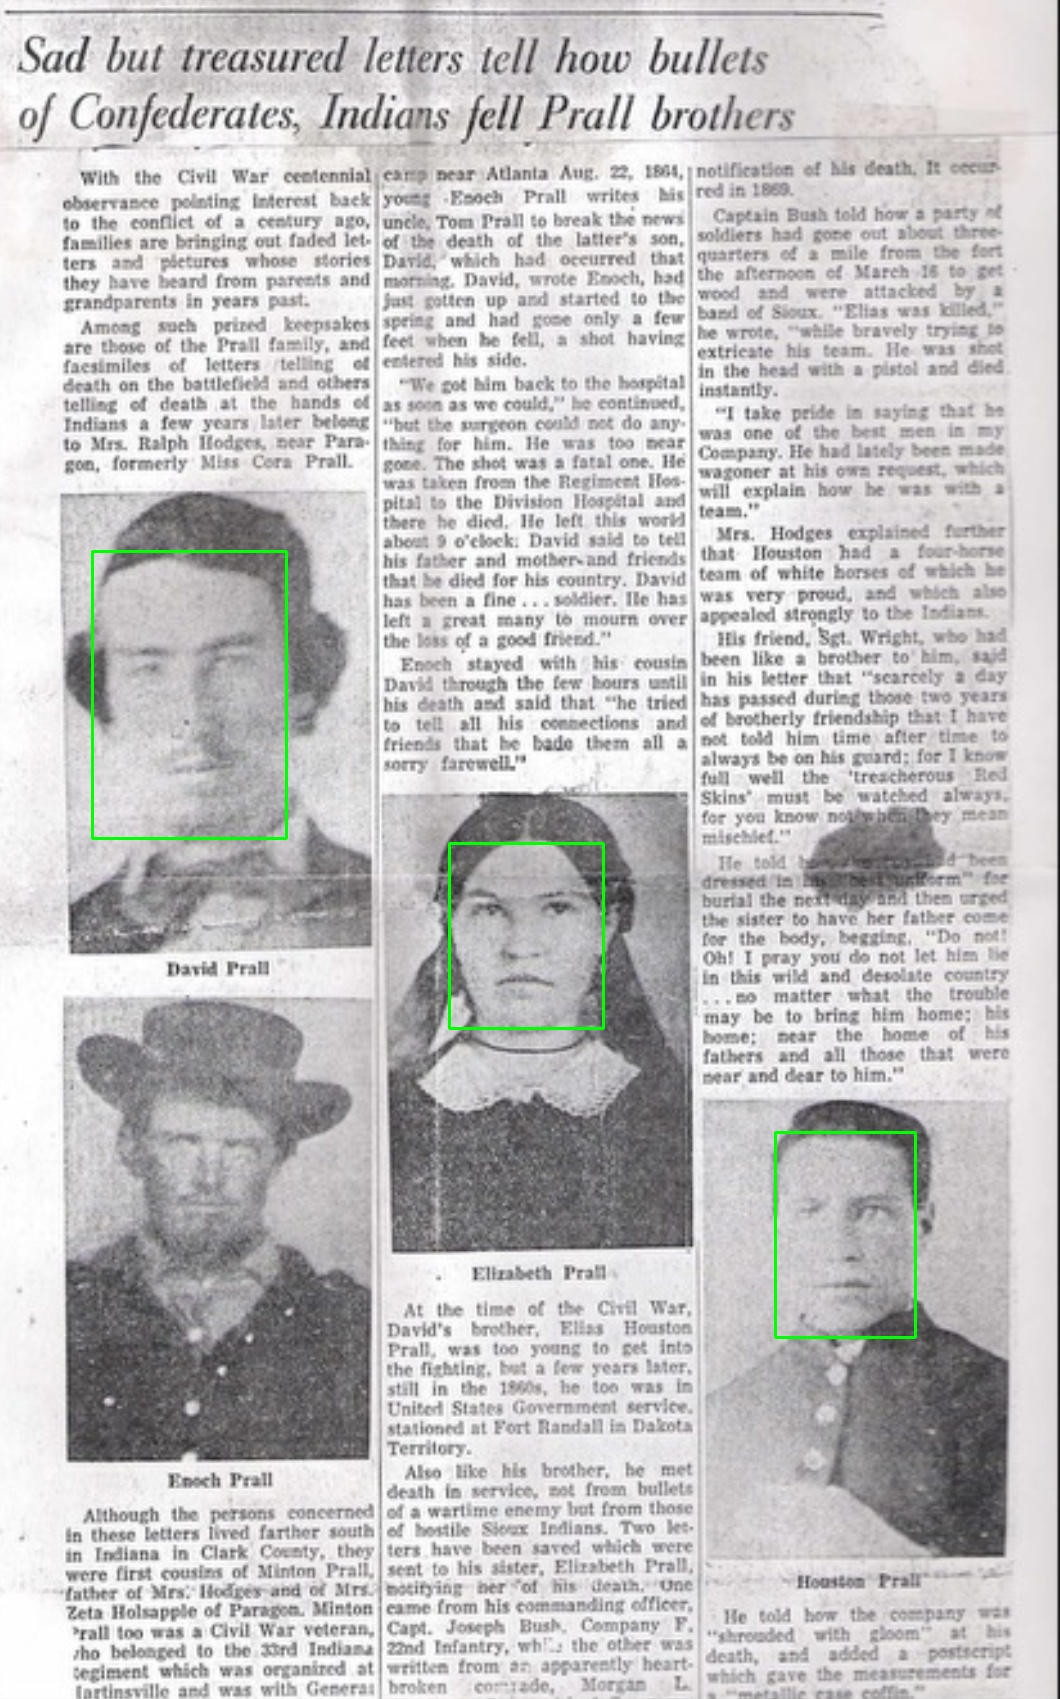 Sad but treasured letters tell how bullets
of Confederates, Indians fell Prall brothers
With the Civil War centennial
observance pointing interest back
to the conflict of a century ago,
families are bringing out faded let-
ters and pictures whose stories
they have heard from parents and
grandparents in years past.
Among such prized keepsakes
are those of the Prall family, and
facsimiles of letters telling of
death on the battlefield and others
telling of death at the hands of
Indians a few years later belong
to Mrs. Ralph Hodges, near Para-
gon, formerly Miss Cora Prall.
David Prall
Enoch Prall
Although the persons concerned
in these letters lived farther south
in Indiana in Clark County, they
were first cousins of Minton Prall,
father of Mrs. Hodges and of Mrs.
Zeta Holsapple of Paragon. Minton
Prall too was a Civil War veteran,
who belonged to the 33rd Indiana
Regiment which was organized at
Martinsville and was with General
camp near Atlanta Aug. 22, 1864,
young Enoch Prall writes his
uncle, Tom Prall to break the news
of the death of the latter's son,
David, which had occurred that
morning. David, wrote Enoch, had
just gotten up and started to the
spring and had gone only a few
feet when he fell, a shot having
entered his side.
"We got him back to the hospital
as soon as we could," he continued,
"but the surgeon could not do any-
thing for him. He was too near
gone. The shot was a fatal one. He
was taken from the Regiment Hos-
pital to the Division Hospital and
there he died. He left this world
about 9 o'clock. David said to tell
his father and mother and friends
that he died for his country. David
has been a fine . . . soldier. He has
left a great many to mourn over
the loss of a good friend."
Enoch stayed with his cousin
David through the few hours until
his death and said that "he tried
to tell all his connections and
friends that he bade them all a
sorry farewell."
Elizabeth Prall
At the time of the Civil War,
David's brother, Elias Houston
Prall, was too young to get into
the fighting, but a few years later,
still in the 1860s, he too was in
United States Government service,
stationed at Fort Randall in Dakota
Territory.
Also like his brother, he met
death in service, not from bullets
of a wartime enemy but from those
of hostile Sioux Indians. Two let-
ters have been saved which were
sent to his sister, Elizabeth Prall,
notifying her of his death. One
came from his commanding officer,
Capt. Joseph Bush, Company F,
22nd Infantry, while the other was
written from an apparently heart-
broken comrade, Morgan L.
notification of his death. It occur-
red in 1869.
Captain Bush told how a party of
soldiers had gone out about three-
quarters of a mile from the fort
the afternoon of March 16 to get
wood and were attacked by a
band of Sioux. "Elias was killed,"
he wrote, "while bravely trying to
extricate his team. He was shot
in the head with a pistol and died
instantly.
"I take pride in saying that he
was one of the best men in my
Company. He had lately been made
wagoner at his own request, which
will explain how he was with a
team."
Mrs. Hodges explained further
that Houston had a four-horse
team of white horses of which he
was very proud, and which also
appealed strongly to the Indians.
His friend, Sgt. Wright, who had
been like a brother to him, said
in his letter that "scarcely a day
has passed during those two years
of brotherly friendship that I have
not told him time after time to
always be on his guard; for I know
full well the 'treacherous Red
Skins' must be watched always,
for you know not when they mean
mischief."
He told been
dressed in his "best uniform" for
burial the next day and then urged
the sister to have her father come
for the body, begging, "Do not!
Oh! I pray you do not let him lie
in this wild and desolate country
. . . no matter what the trouble
may be to bring him home; his
home; near the home of his
fathers and all those that were
near and dear to him."
Houston Prall
He told how the company was
"shrouded with gloom" at his
death, and added a postscript
which gave the measurements for
a "metallic case coffin."